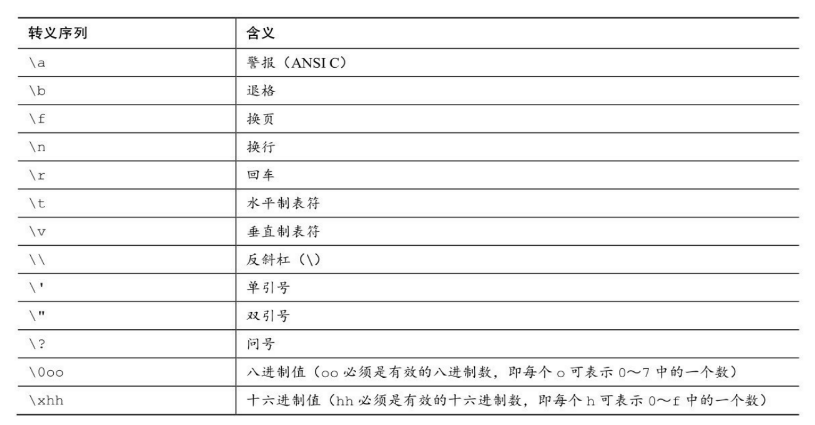 转义序列 含义
\a 警报（ANSI C）
\b 退格
\f 换页
\n 换行
\r 回车
\t 水平制表符
\v 垂直制表符
\\ 反斜杠（\）
\' 单引号
\" 双引号
\? 问号
\0oo 八进制值（oo 必须是有效的八进制数，即每个 o 可表示 0～7 中的一个数）
\xhh 十六进制值（hh 必须是有效的十六进制数，即每个 h 可表示 0～f 中的一个数）